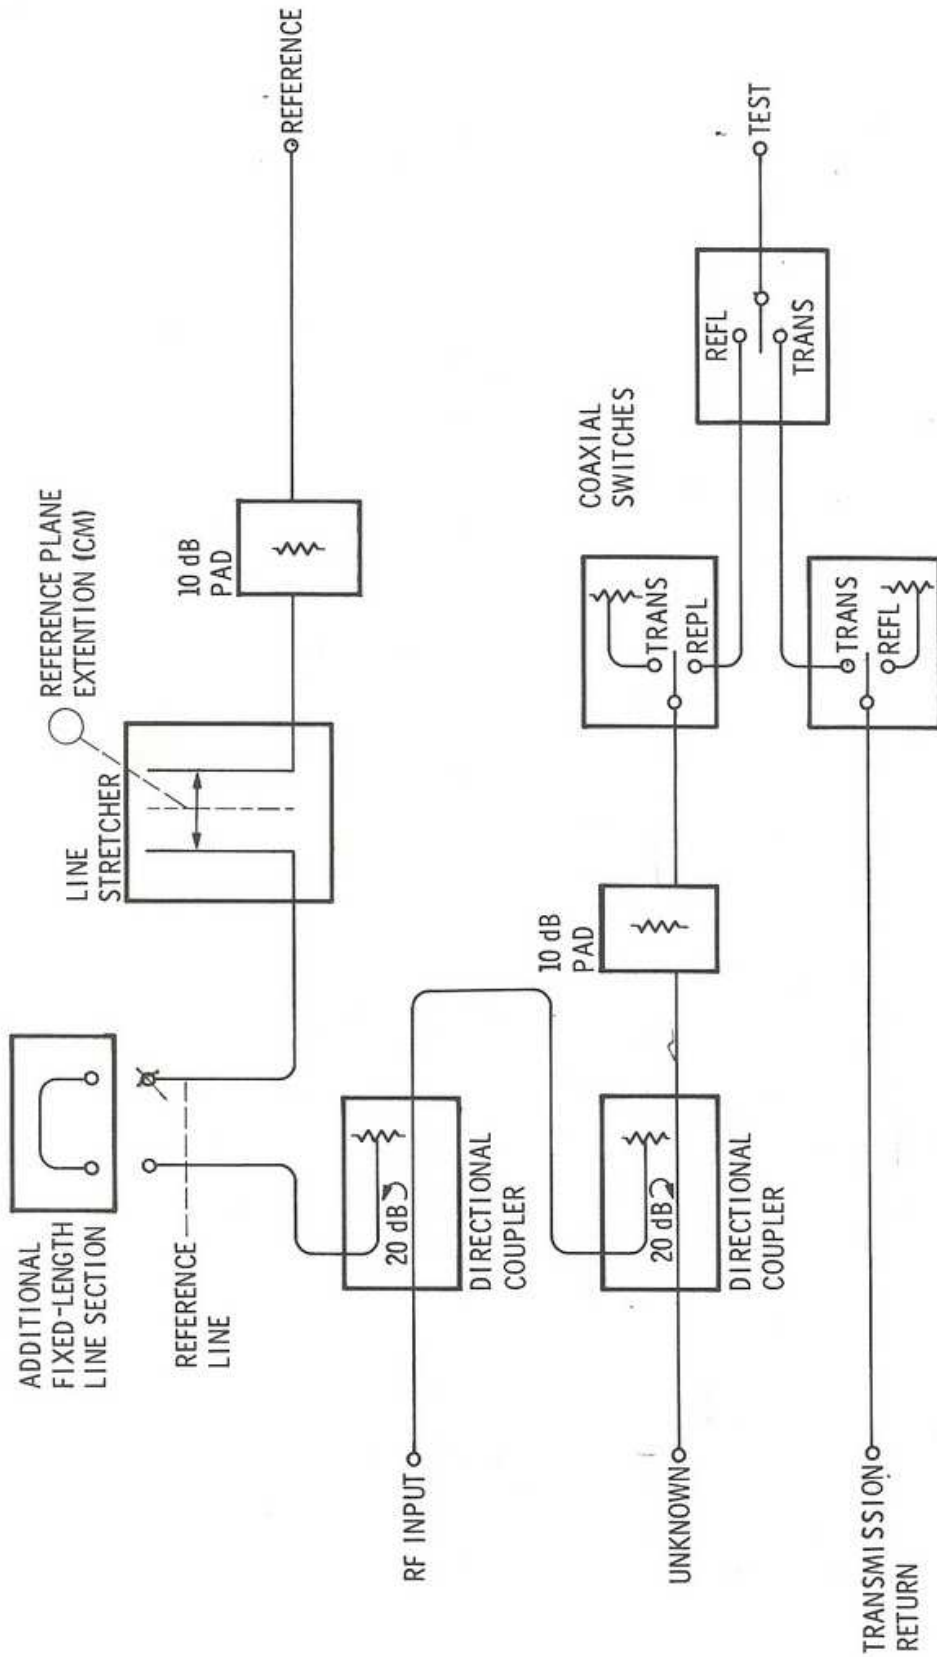 ADDITIONAL
FIXED-LENGTH
LINE SECTION
LINE
STRETCHER
REFERENCE PLANE
EXTENTION (CM)
REFERENCE
LINE
10 dB
PAD
REFERENCE
RF INPUT
20 dB
DIRECTIONAL
COUPLER
UNKNOWN
20 dB
DIRECTIONAL
COUPLER
10 dB
PAD
TRANS
REPL
COAXIAL
SWITCHES
REFL
TRANS
TEST
TRANSMISSION
RETURN
TRANS
REFL